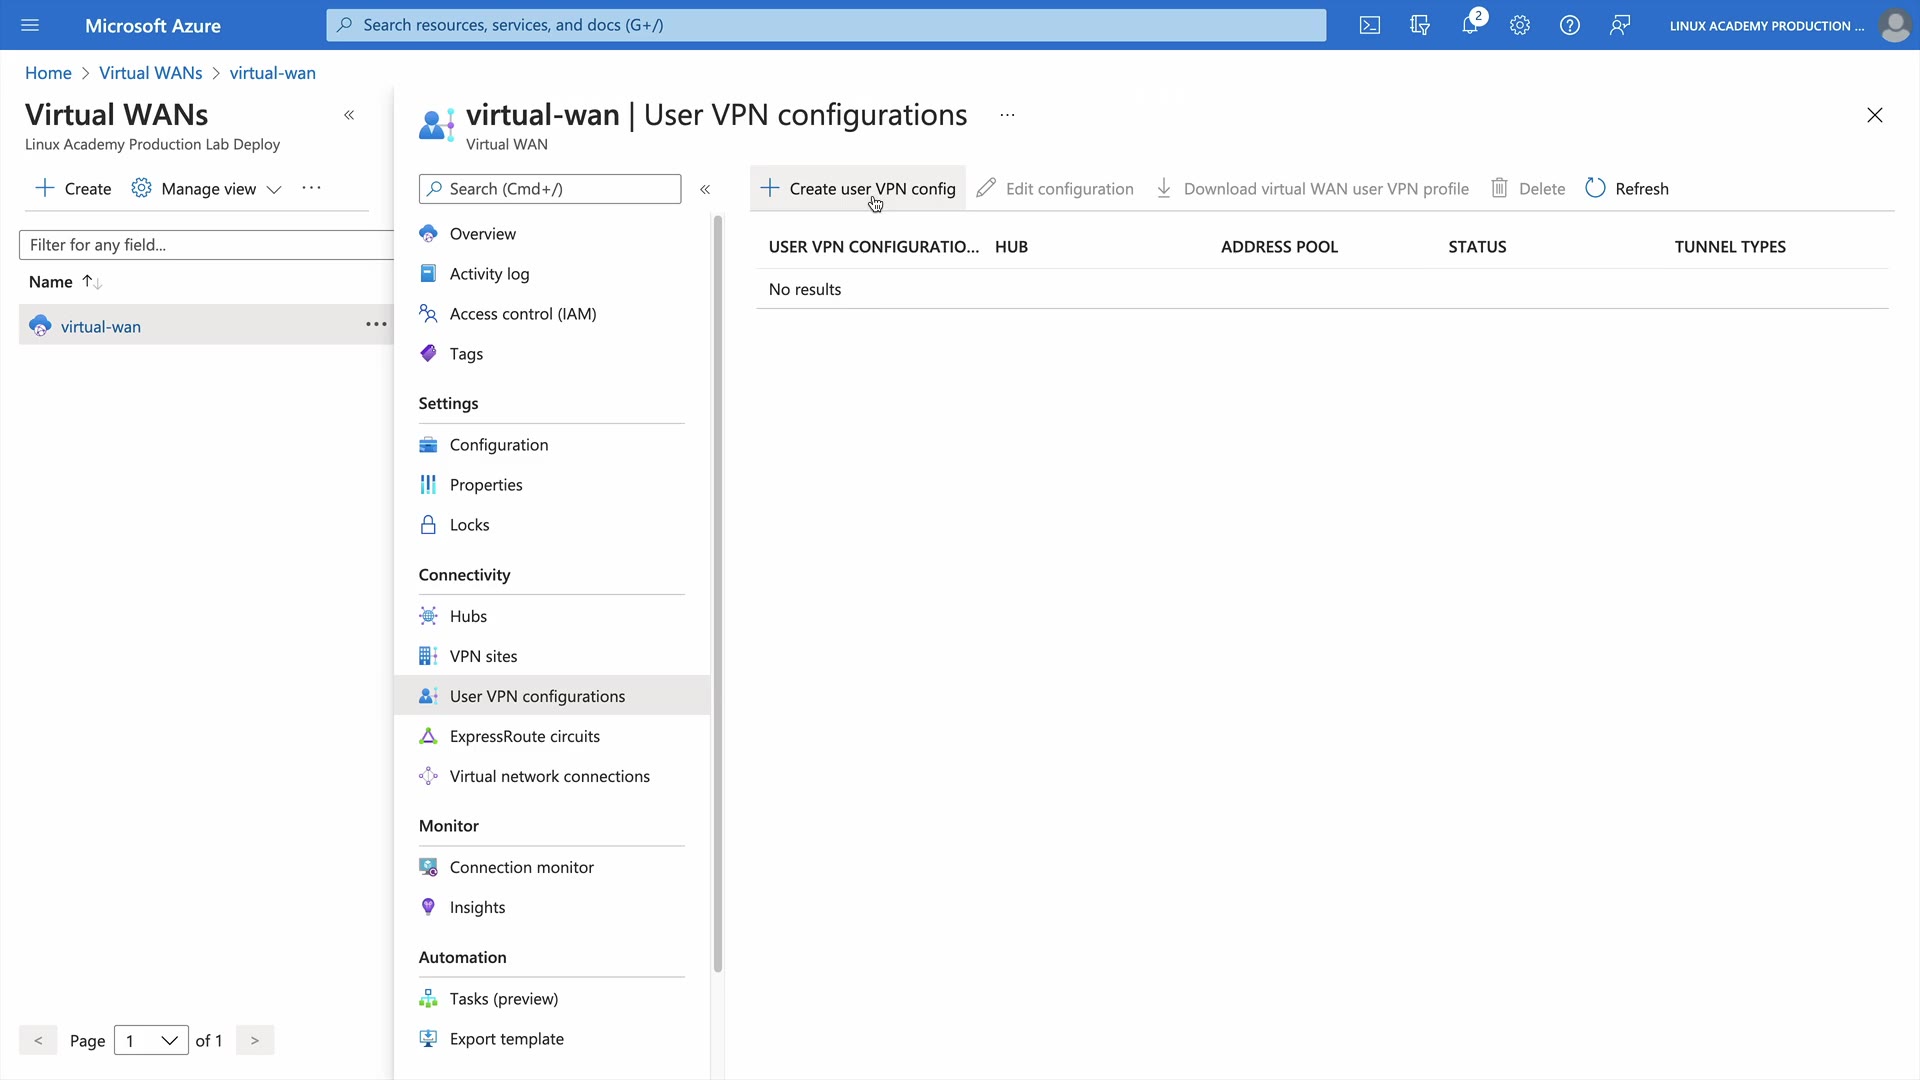 Microsoft Azure
Search resources, services, and docs (G+/)
2
LINUX ACADEMY PRODUCTION ...
Home > Virtual WANs > virtual-wan
Virtual WANs
Linux Academy Production Lab Deploy
Create
Manage view
Filter for any field...
Name
virtual-wan
< Page 1 of 1 >
virtual-wan | User VPN configurations
Virtual WAN
Search (Cmd+/)
Overview
Activity log
Access control (IAM)
Tags
Settings
Configuration
Properties
Locks
Connectivity
Hubs
VPN sites
User VPN configurations
ExpressRoute circuits
Virtual network connections
Monitor
Connection monitor
Insights
Automation
Tasks (preview)
Export template
Create user VPN config
Edit configuration
Download virtual WAN user VPN profile
Delete
Refresh
USER VPN CONFIGURATIO... HUB ADDRESS POOL STATUS TUNNEL TYPES
No results